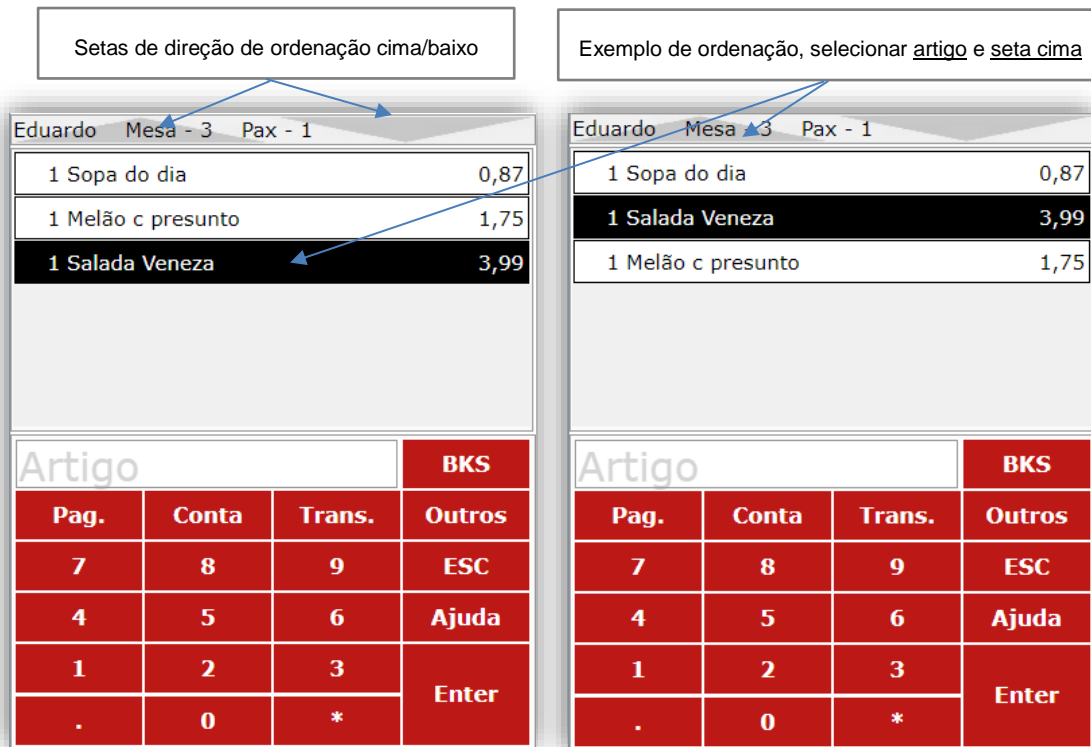 Setas de direção de ordenação cima/baixo
Exemplo de ordenação, selecionar artigo e seta cima
Eduardo Mesa - 3 Pax - 1
1 Sopa do dia 0,87
1 Melão c presunto 1,75
1 Salada Veneza 3,99
Artigo BKS
Pag. Conta Trans. Outros
7 8 9 ESC
4 5 6 Ajuda
1 2 3
Enter
. 0 *
Eduardo Mesa - 3 Pax - 1
1 Sopa do dia 0,87
1 Salada Veneza 3,99
1 Melão c presunto 1,75
Artigo BKS
Pag. Conta Trans. Outros
7 8 9 ESC
4 5 6 Ajuda
1 2 3
Enter
. 0 *